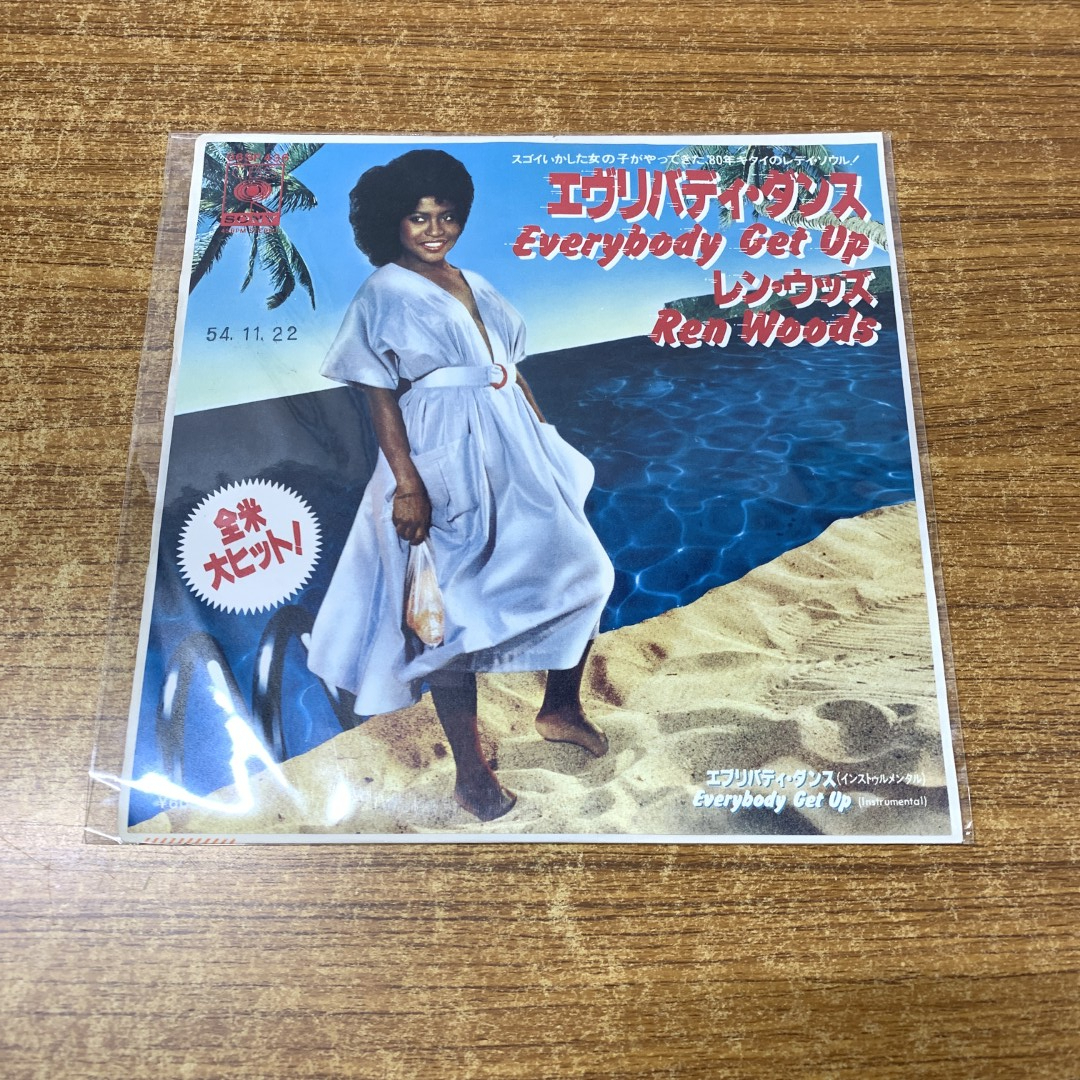 スゴイいかした女の子がやってきた、'80年キタイのレディ・ソウル!
エヴリバディ・ダンス
Everybody Get Up
レン・ウッズ
Ren Woods
SONY
54.11.22
全米
大ヒット!
エブリバディ・ダンス(インストゥルメンタル)
Everybody Get Up (Instrumental)